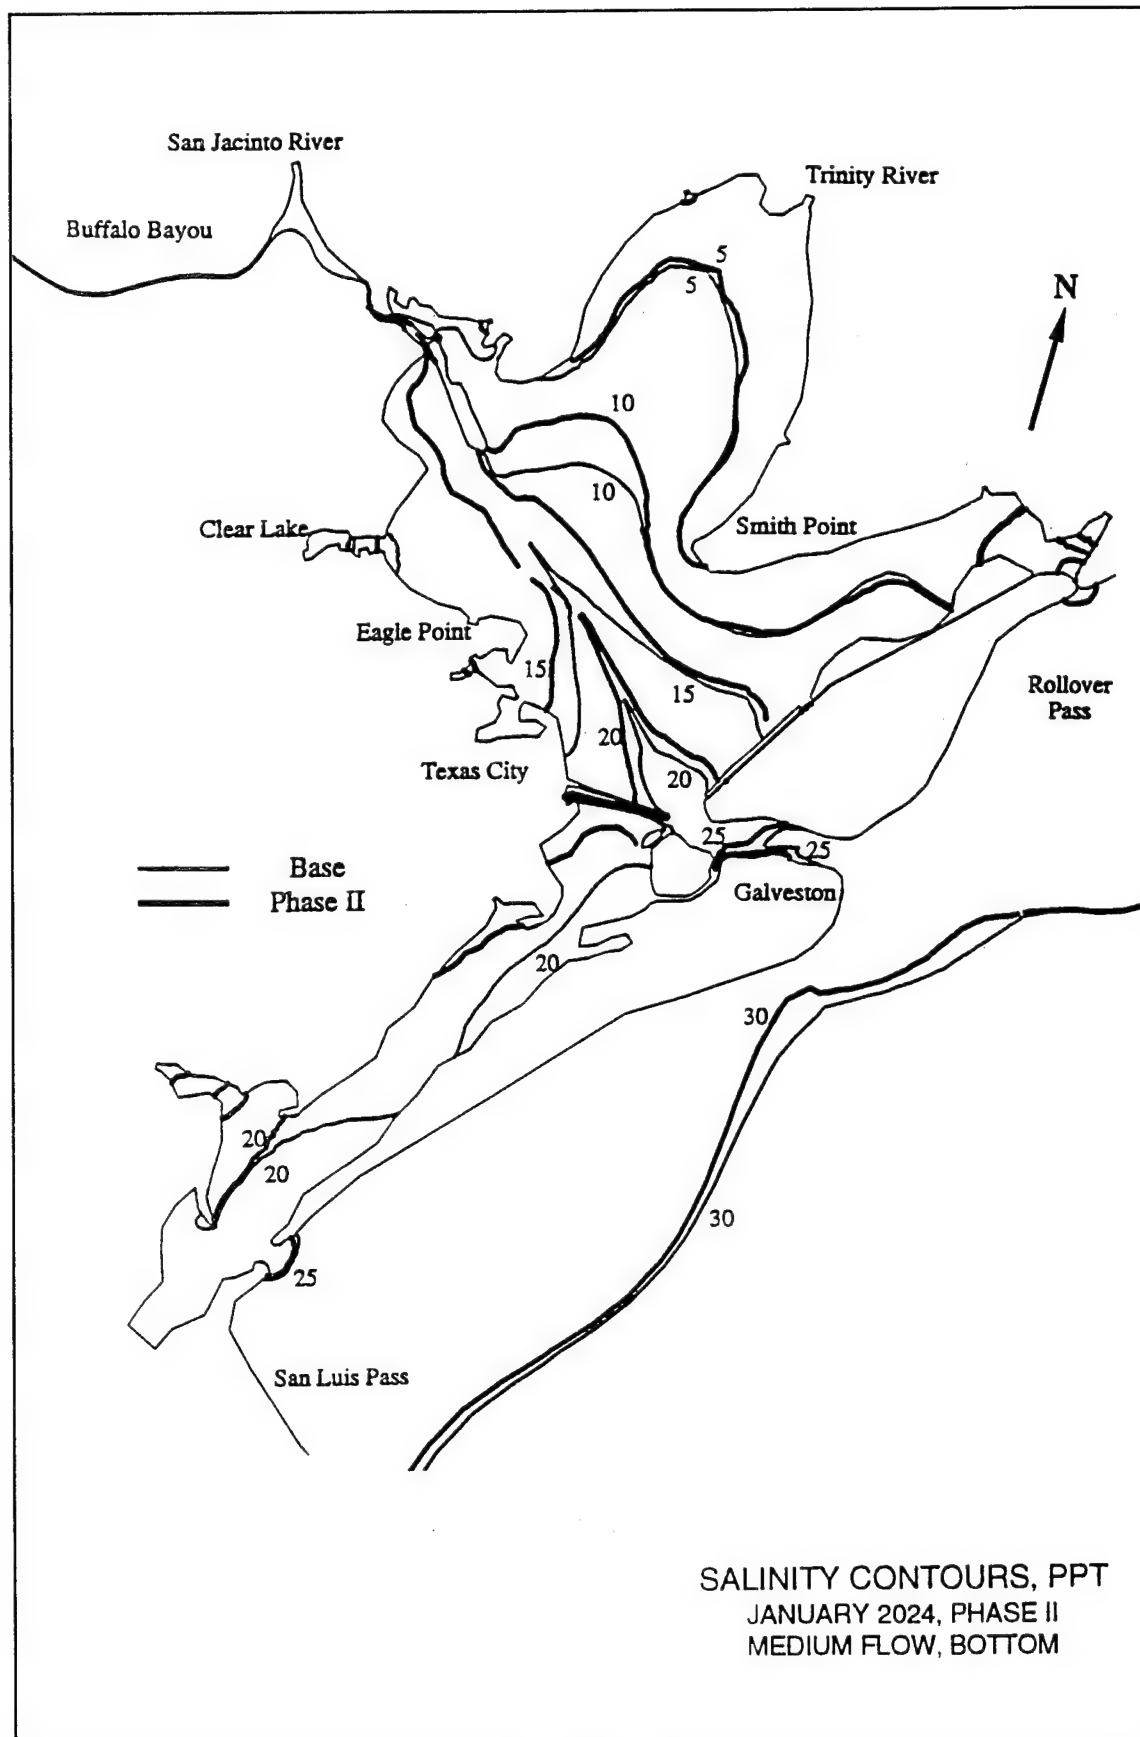 San Jacinto River
Trinity River
Buffalo Bayou
5
5
N
10
10
Clear Lake
Smith Point
Eagle Point
15
15
Rollover
Pass
20
20
Texas City
25
25
Base
Phase II
Galveston
20
30
20
20
30
25
San Luis Pass
SALINITY CONTOURS, PPT
JANUARY 2024, PHASE II
MEDIUM FLOW, BOTTOM